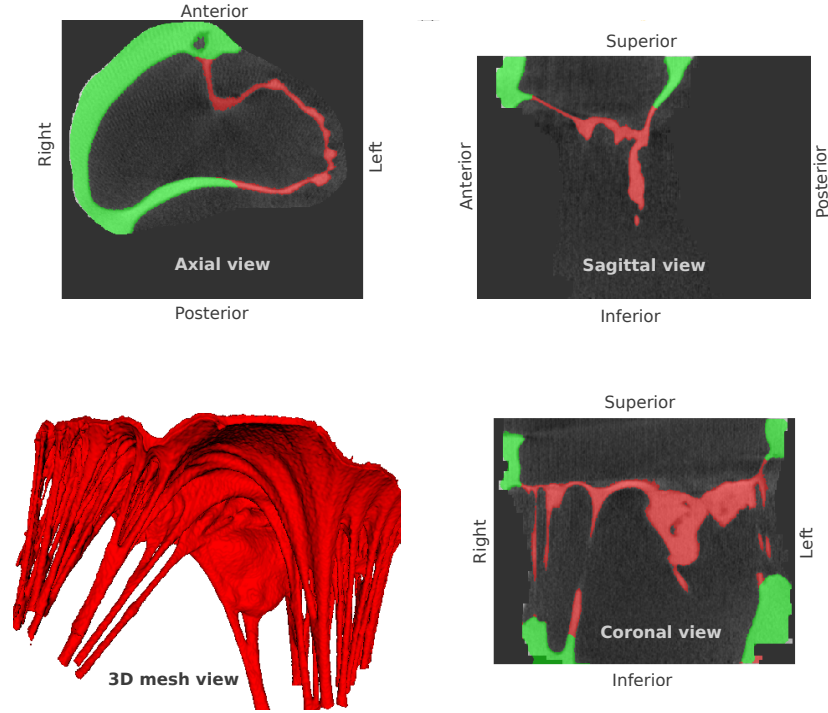 Anterior
Right
Left
Axial view
Posterior
Superior
Anterior
Posterior
Sagittal view
Inferior
3D mesh view
Superior
Right
Left
Coronal view
Inferior